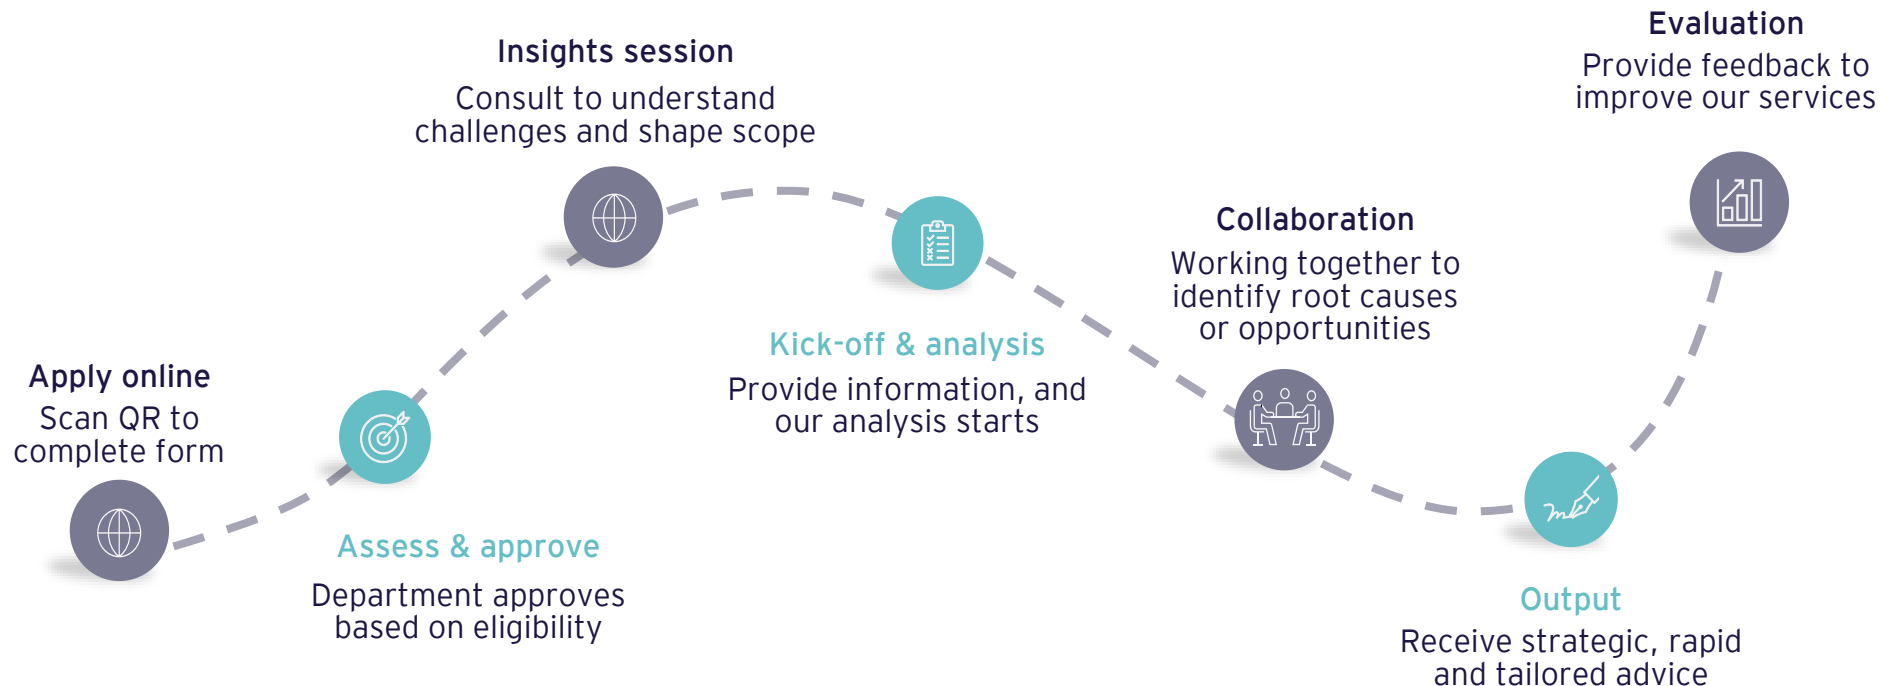 Apply online
Scan QR to
complete form
Assess & approve
Department approves
based on eligibility
Insights session
Consult to understand
challenges and shape scope
Kick-off & analysis
Provide information, and
our analysis starts
Collaboration
Working together to
identify root causes
or opportunities
Output
Receive strategic, rapid
and tailored advice
Evaluation
Provide feedback to
improve our services